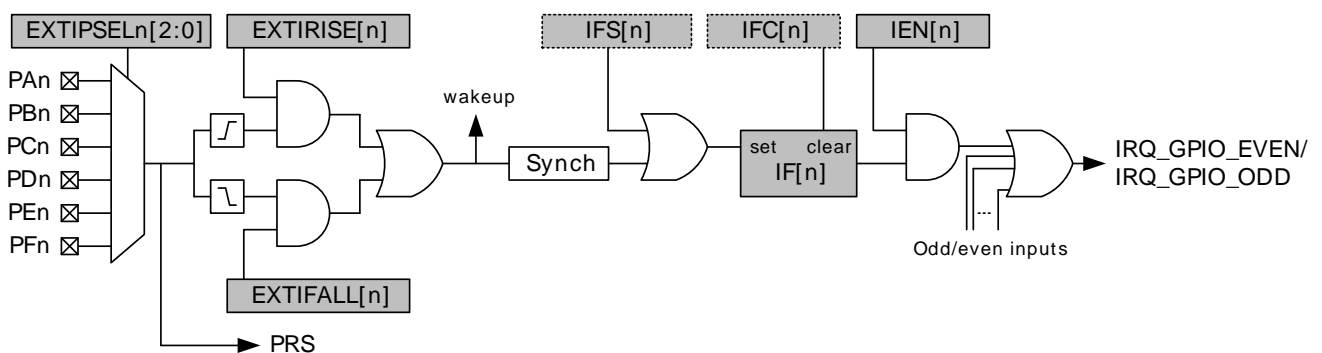 EXTIPSELn[2:0]
EXTIRISE[n]
IFS[n]
IFC[n]
IEN[n]
PAn
PBn
PCn
PDn
PEn
PFn
wakeup
Synch
set clear
IF[n]
IRQ_GPIO_EVEN/
IRQ_GPIO_ODD
...
Odd/even inputs
EXTIFALL[n]
PRS